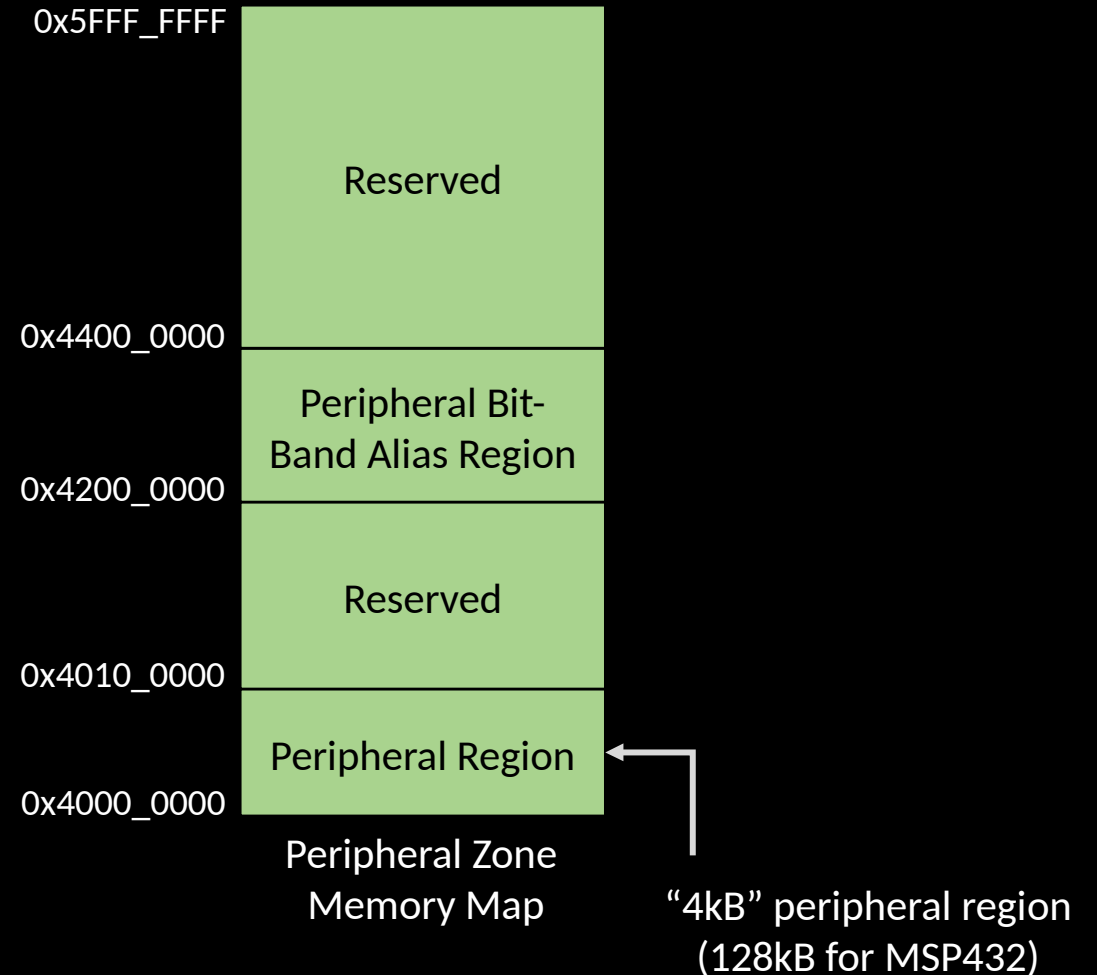 0x5FFF_FFFF
Reserved
0x4400_0000
Peripheral Bit-
Band Alias Region
0x4200_0000
Reserved
0x4010_0000
Peripheral Region
0x4000_0000
Peripheral Zone
Memory Map
“4kB” peripheral region
(128kB for MSP432)